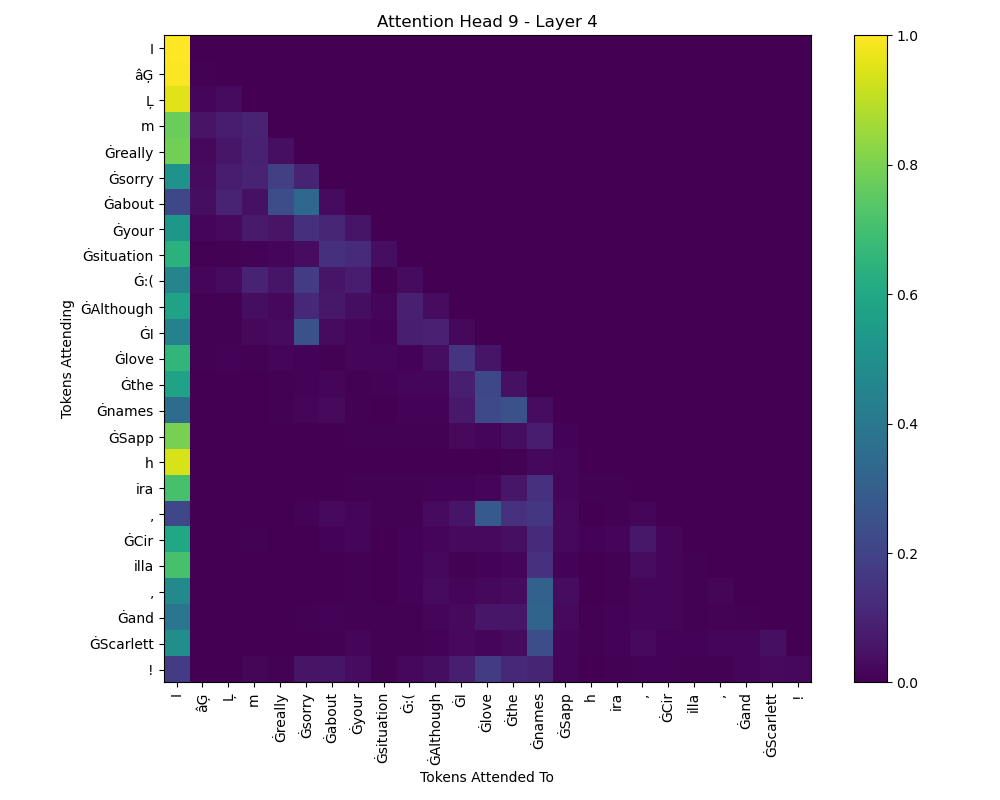 Attention Head 9 - Layer 4
Tokens Attending
I
âĢ
Ļ
m
Ġreally
Ġsorry
Ġabout
Ġyour
Ġsituation
Ġ:(
ĠAlthough
ĠI
Ġlove
Ġthe
Ġnames
ĠSapp
h
ira
,
ĠCir
illa
,
Ġand
ĠScarlett
!
I
âĢ
Ļ
m
Ġreally
Ġsorry
Ġabout
Ġyour
Ġsituation
Ġ:(
ĠAlthough
ĠI
Ġlove
Ġthe
Ġnames
ĠSapp
h
ira
,
ĠCir
illa
,
Ġand
ĠScarlett
!
Tokens Attended To
1.0
0.8
0.6
0.4
0.2
0.0